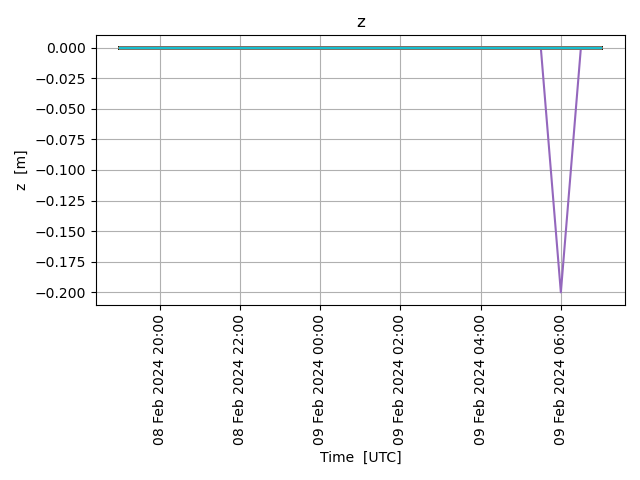 z
0.000
−0.025
−0.050
−0.075
−0.100
−0.125
−0.150
−0.175
−0.200
z [m]
08 Feb 2024 20:00
08 Feb 2024 22:00
09 Feb 2024 00:00
09 Feb 2024 02:00
09 Feb 2024 04:00
09 Feb 2024 06:00
Time [UTC]